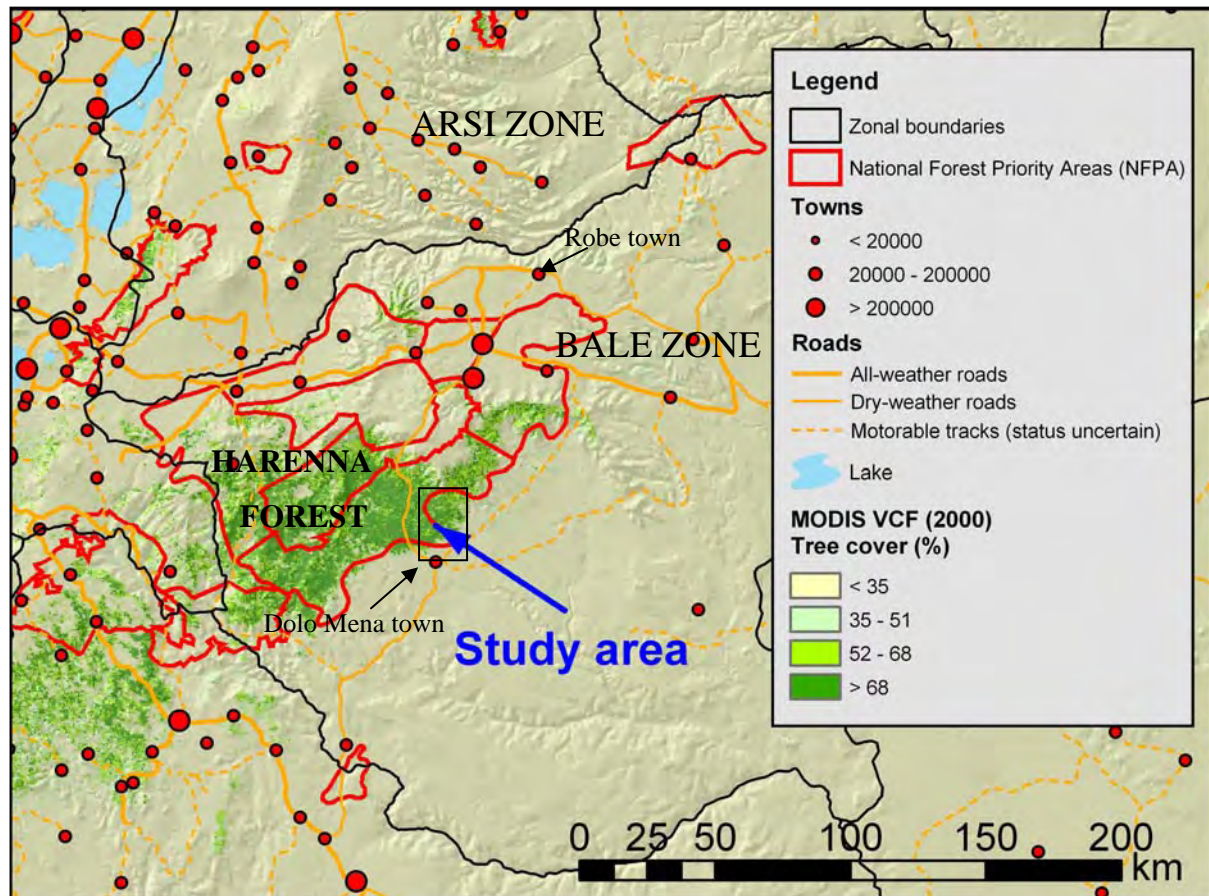 ARSI ZONE
Robe town
BALE ZONE
HARENNA
FOREST
Dolo Mena town
Study area
Legend
Zonal boundaries
National Forest Priority Areas (NFPA)
Towns
< 20000
20000 - 200000
> 200000
Roads
All-weather roads
Dry-weather roads
Motorable tracks (status uncertain)
Lake
MODIS VCF (2000)
Tree cover (%)
< 35
35 - 51
52 - 68
> 68
0 25 50 100 150 200
km